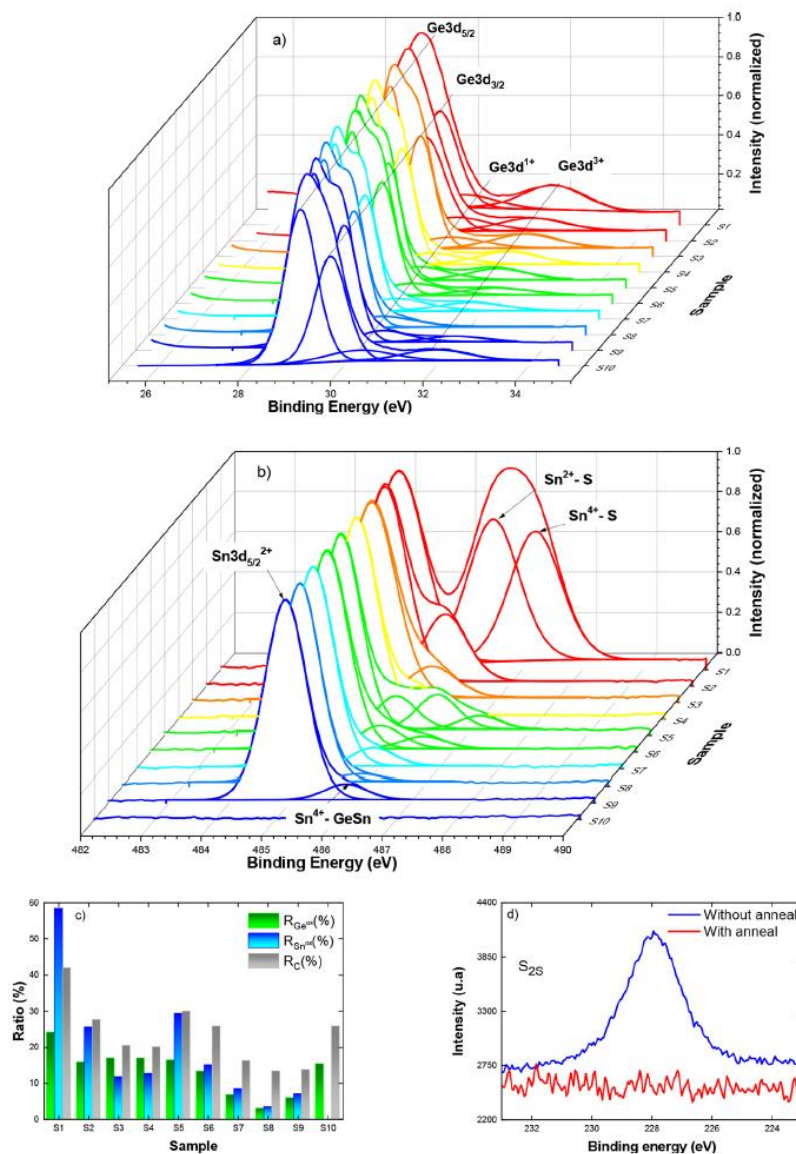 a)
Ge3d5/2
Ge3d3/2
Ge3d1+
Ge3d3+
1.0
0.8
0.6
0.4
0.2
Intensity (normalized)
S1
S2
S3
S4
S5
S6
S7
S8
S9
S10
Sample
26 28 30 32 34
Binding Energy (eV)
b)
Sn2+- S
Sn4+- S
Sn3d5/22+
Sn4+- GeSn
1.0
0.8
0.6
0.4
0.2
0.0
Intensity (normalized)
S1
S2
S3
S4
S5
S6
S7
S8
S9
S10
Sample
482 483 484 485 486 487 488 489 490
Binding Energy (eV)
c)
RGeox(%)
RSnox(%)
RC(%)
60
50
40
30
20
10
0
Ratio (%)
S1 S2 S3 S4 S5 S6 S7 S8 S9 S10
Sample
d)
Without anneal
With anneal
S2S
4400
3850
3300
2750
2200
Intensity (u.a)
232 230 228 226 224
Binding energy (eV)